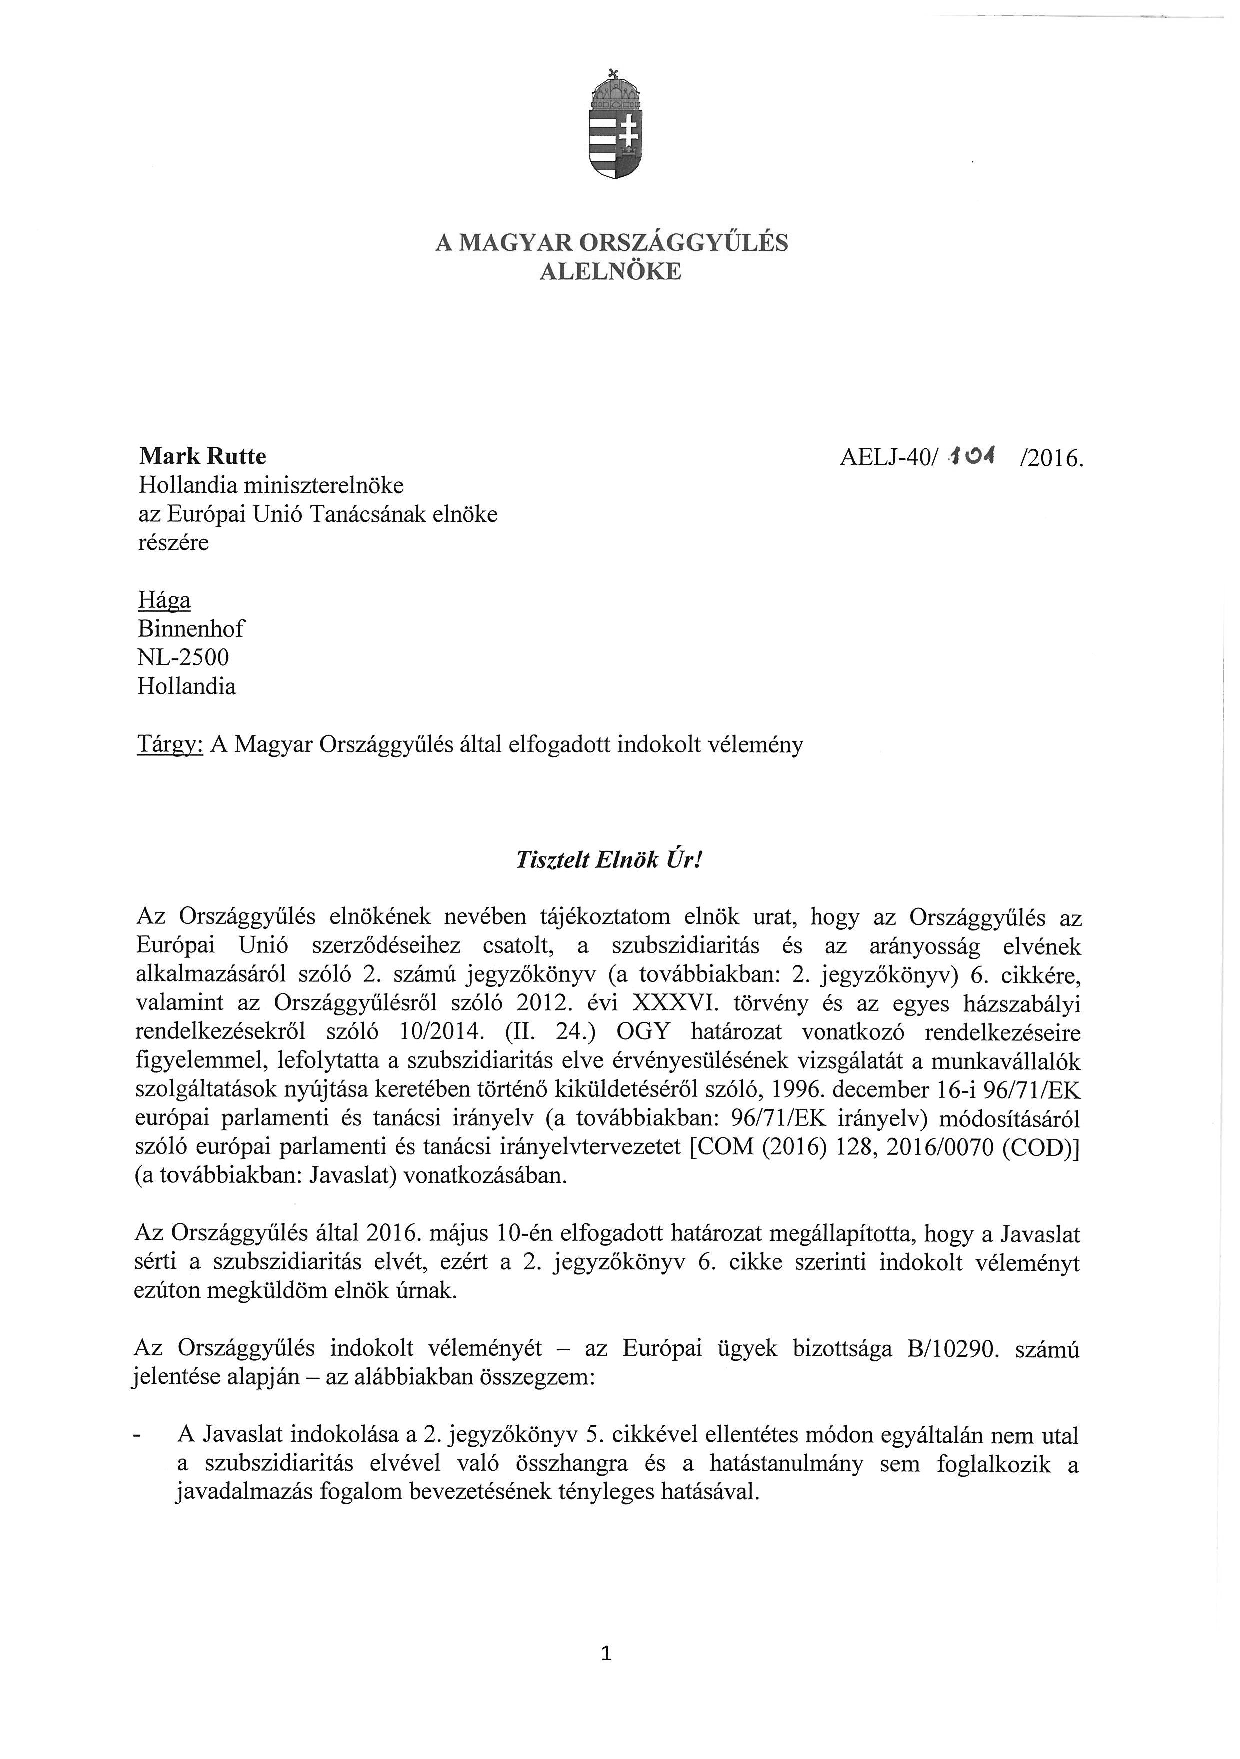 A MAGYAR ORSZÁGGYŰLÉS
ALELNÖKE
Mark Rutte
AELJ-40/ 101 /2016.
Hollandia miniszterelnöke
az Európai Unió Tanácsának elnöke
részére
Hága
Binnenhof
NL-2500
Hollandia
Tárgy: A Magyar Országgyűlés által elfogadott indokolt vélemény
Tisztelt Elnök Úr!
Az Országgyűlés elnökének nevében tájékoztatom elnök urat, hogy az Országgyűlés az
Európai Unió szerződéseihez csatolt, a szubszidiaritás és az arányosság elvének
alkalmazásáról szóló 2. számú jegyzőkönyv (a továbbiakban: 2. jegyzőkönyv) 6. cikkére,
valamint az Országgyűlésről szóló 2012. évi XXXVI. törvény és az egyes házszabályi
rendelkezésekről szóló 10/2014. (II. 24.) OGY határozat vonatkozó rendelkezéseire
figyelemmel, lefolytatta a szubszidiaritás elve érvényesülésének vizsgálatát a munkavállalók
szolgáltatások nyújtása keretében történő kiküldetéséről szóló, 1996. december 16-i 96/71/EK
európai parlamenti és tanácsi irányelv (a továbbiakban: 96/71/EK irányelv) módosításáról
szóló európai parlamenti és tanácsi irányelvtervezetet [COM (2016) 128, 2016/0070 (COD)]
(a továbbiakban: Javaslat) vonatkozásában.
Az Országgyűlés által 2016. május 10-én elfogadott határozat megállapította, hogy a Javaslat
sérti a szubszidiaritás elvét, ezért a 2. jegyzőkönyv 6. cikke szerinti indokolt véleményt
ezúton megküldöm elnök úrnak.
Az Országgyűlés indokolt véleményét – az Európai ügyek bizottsága B/10290. számú
jelentése alapján – az alábbiakban összegzem:
- A Javaslat indokolása a 2. jegyzőkönyv 5. cikkével ellentétes módon egyáltalán nem utal
a szubszidiaritás elvével való összhangra és a hatástanulmány sem foglalkozik a
javadalmazás fogalom bevezetésének tényleges hatásával.
1